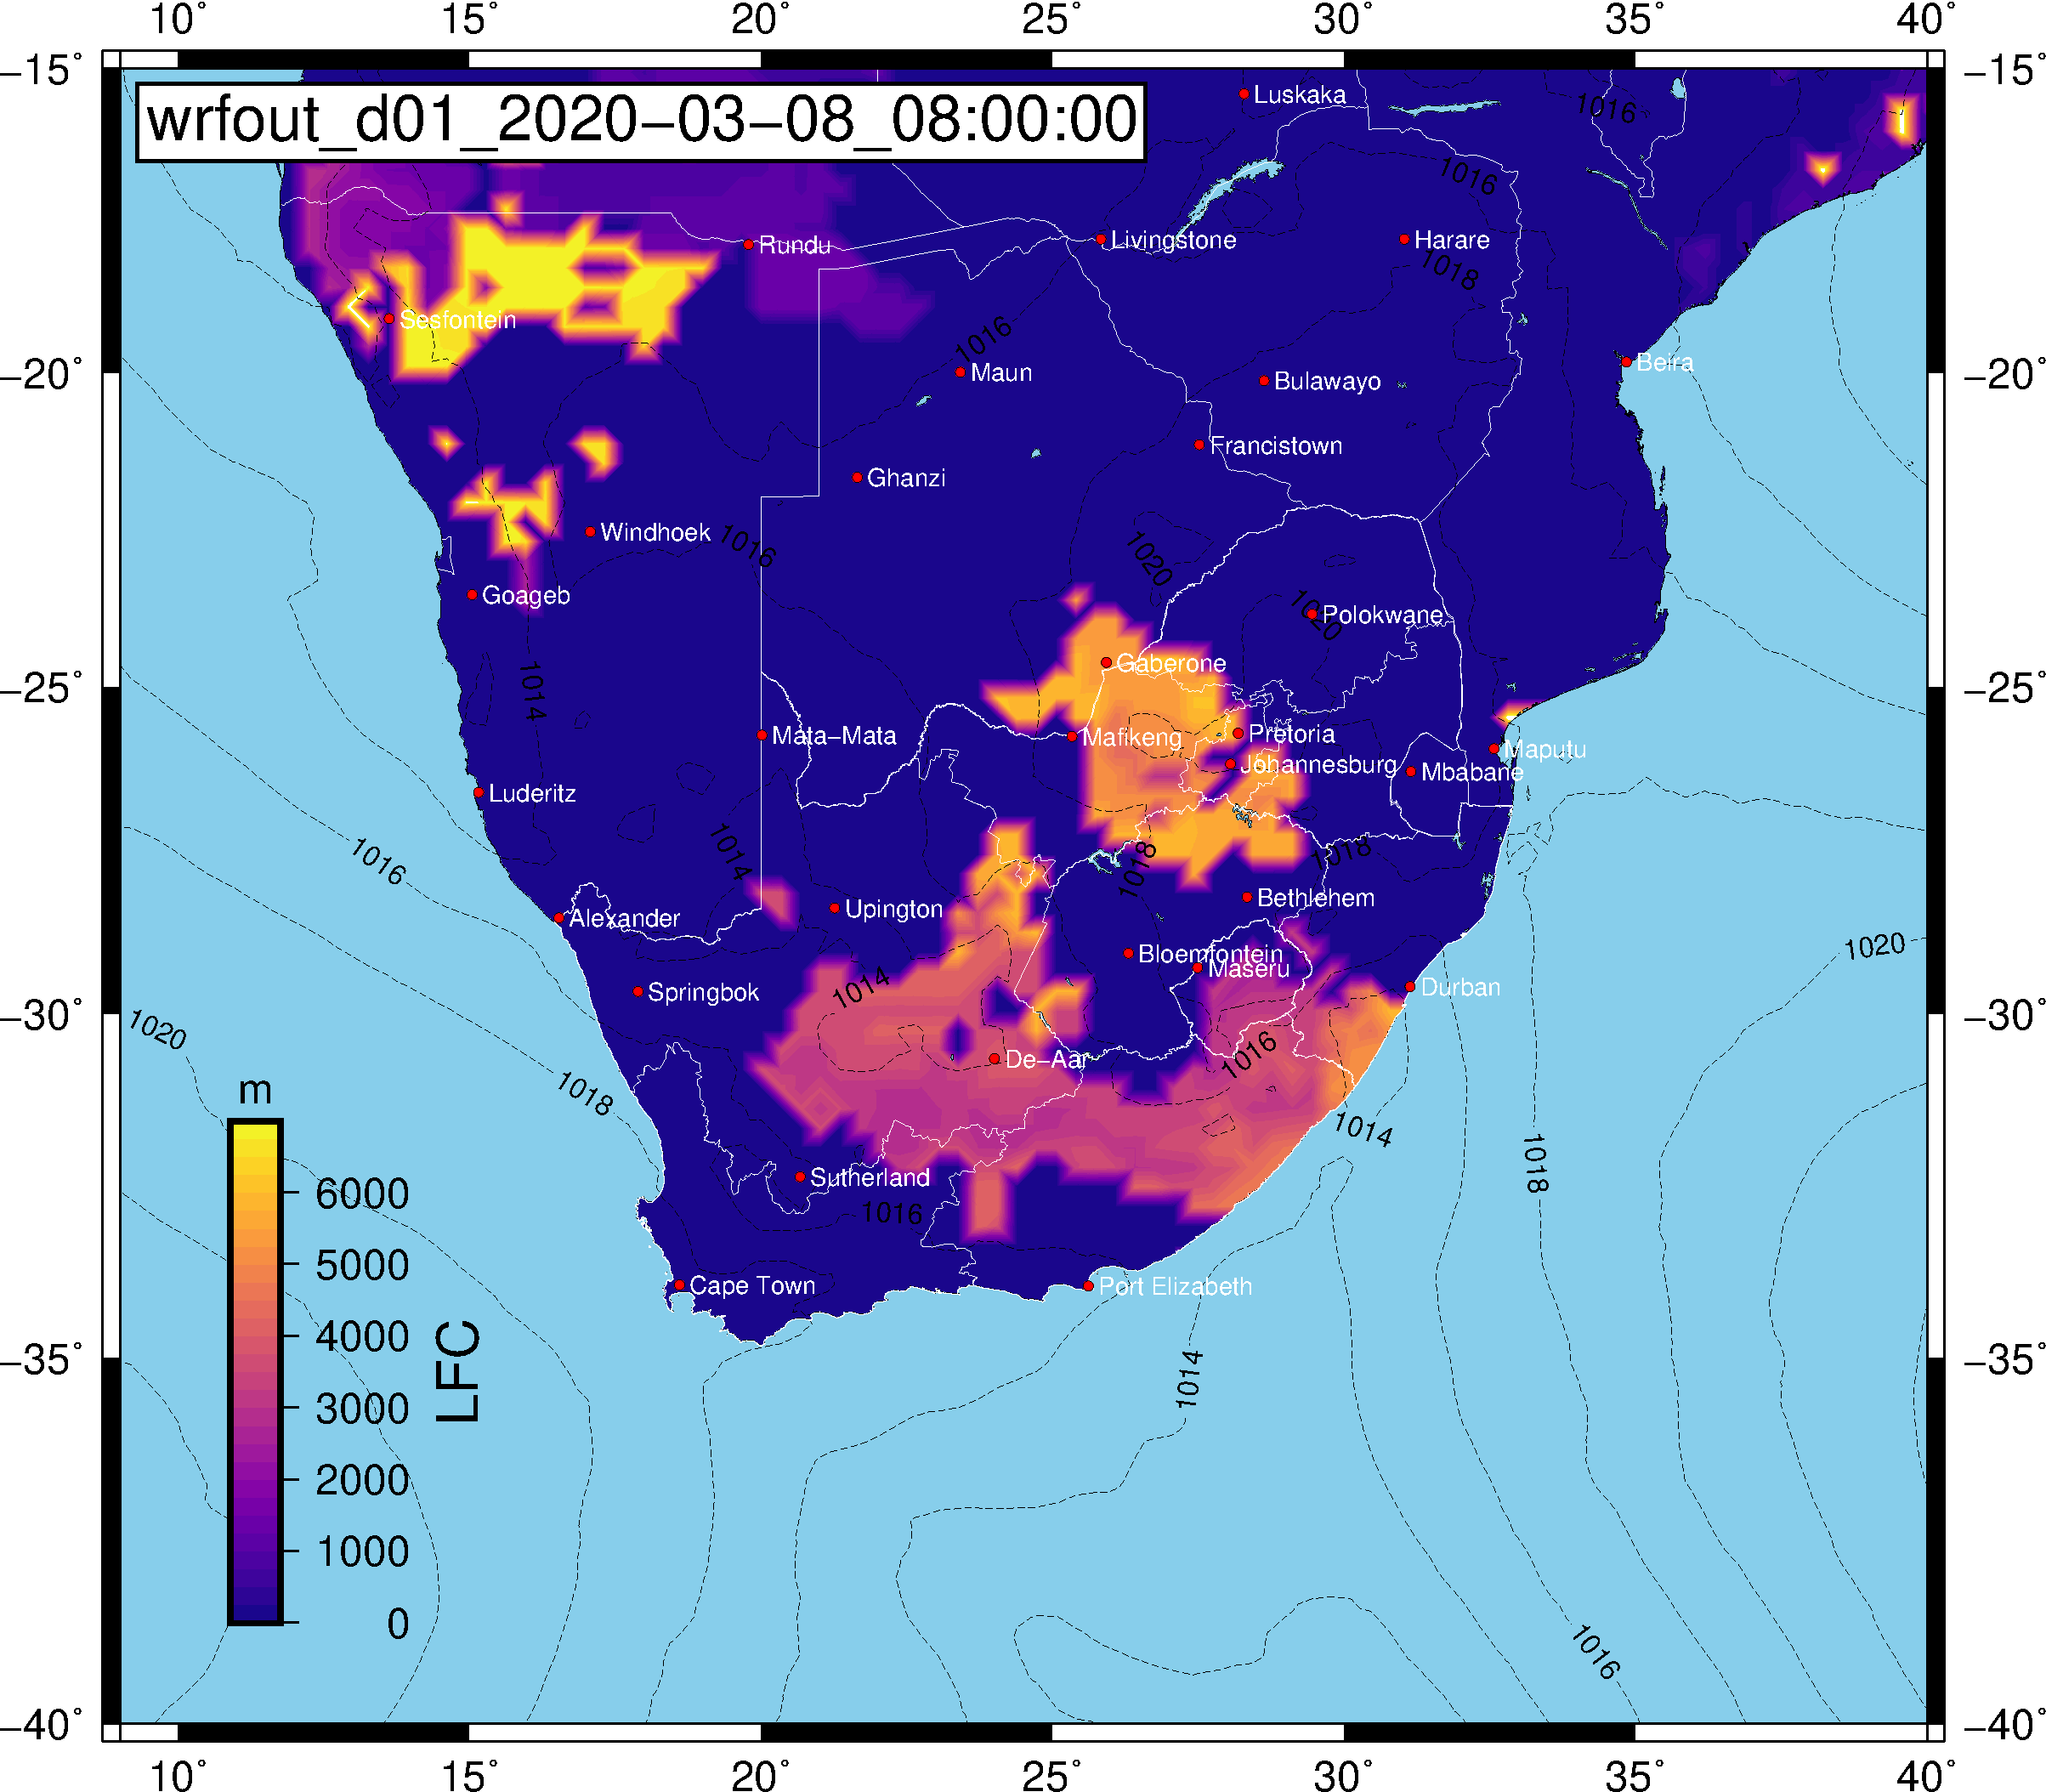 10° 15° 20° 25° 30° 35° 40°
−15° −15°
wrfout_d01_2020−03−08_08:00:00
Luskaka
1016
1016
Rundu
Livingstone
Harare
1018
Sesfontein
1016
−20° −20°
Maun
Bulawayo
Beira
Francistown
Ghanzi
Windhoek
1016
1020
Goageb
1020
Polokwane
Gaberone
−25° −25°
1014
Mata−Mata
Mafikeng
Pretoria
Maputu
Johannesburg
Mbabane
Luderitz
1016
1014
1018
1018
Alexander
Upington
Bethlehem
Bloemfontein
Maseru
1020
Springbok
1014
Durban
−30° −30°
1020
De−Aar
1016
m
1018
1014
Sutherland
1018
6000
1016
5000
Cape Town
Port Elizabeth
4000
−35° −35°
LFC
1014
3000
2000
1000
0
1016
−40° −40°
10° 15° 20° 25° 30° 35° 40°